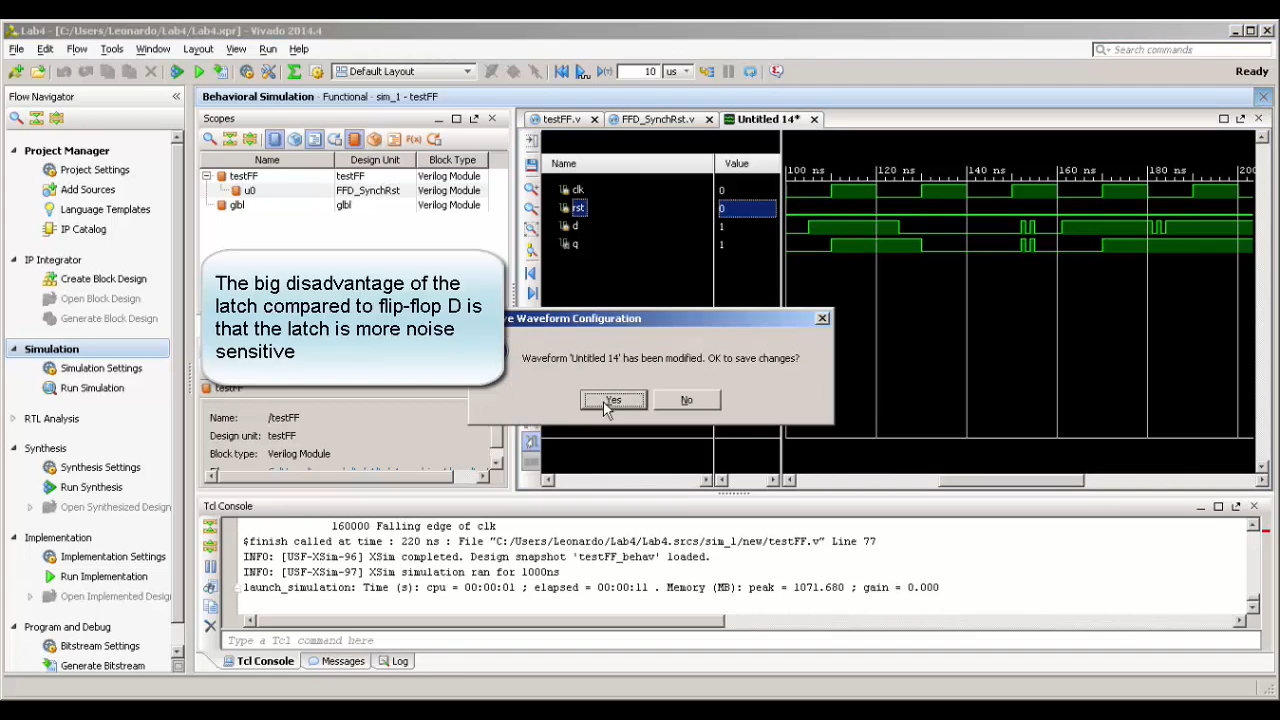 Lab4 - [C:/Users/Leonardo/Lab4/Lab4.xpr] - Vivado 2014.4
File Edit Flow Tools Window Layout View Run Help
Search commands
Default Layout 10 us Ready
Flow Navigator
Behavioral Simulation - Functional - sim_1 - testFF
Scopes
testFF.v FFD_SynchRst.v Untitled 14*
Name Design Unit Block Type
testFF testFF Verilog Module
u0 FFD_SynchRst Verilog Module
glbl glbl Verilog Module
Name Value
clk 0
rst 0
d 1
q 1
100 ns 120 ns 140 ns 160 ns 180 ns 200
Project Manager
Project Settings
Add Sources
Language Templates
IP Catalog
IP Integrator
Create Block Design
Open Block Design
Generate Block Design
Simulation
Simulation Settings
Run Simulation
RTL Analysis
Synthesis
Synthesis Settings
Run Synthesis
Open Synthesized Design
Implementation
Implementation Settings
Run Implementation
Open Implemented Design
Program and Debug
Bitstream Settings
Generate Bitstream
The big disadvantage of the
latch compared to flip-flop D is
that the latch is more noise
sensitive
Waveform Configuration
Waveform 'Untitled 14' has been modified. OK to save changes?
Yes No
testFF
Name: /testFF
Design unit: testFF
Block type: Verilog Module
Tcl Console
160000 Falling edge of clk
$finish called at time : 220 ns : File "C:/Users/Leonardo/Lab4/Lab4.srcs/sim_1/new/testFF.v" Line 77
INFO: [USF-XSim-96] XSim completed. Design snapshot 'testFF_behav' loaded.
INFO: [USF-XSim-97] XSim simulation ran for 1000ns
launch_simulation: Time (s): cpu = 00:00:01 ; elapsed = 00:00:11 . Memory (MB): peak = 1071.680 ; gain = 0.000
Type a Tcl command here
Tcl Console Messages Log